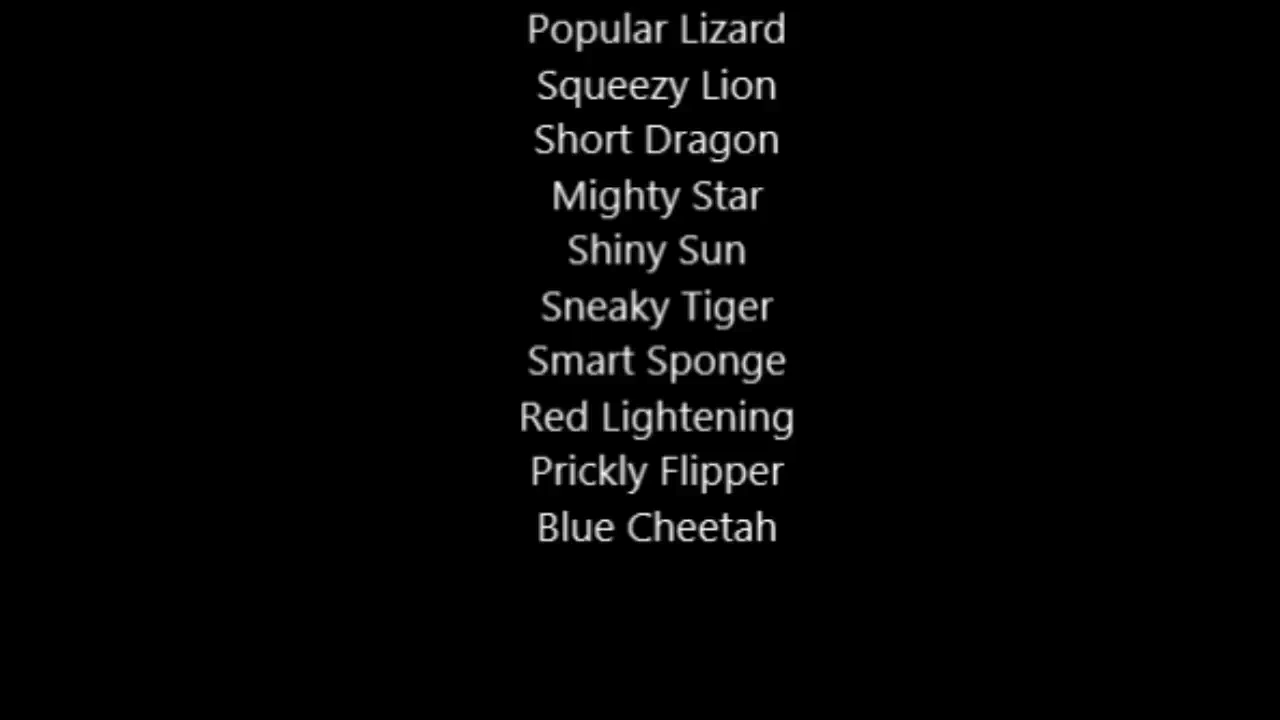 Popular Lizard
Squeezy Lion
Short Dragon
Mighty Star
Shiny Sun
Sneaky Tiger
Smart Sponge
Red Lightening
Prickly Flipper
Blue Cheetah